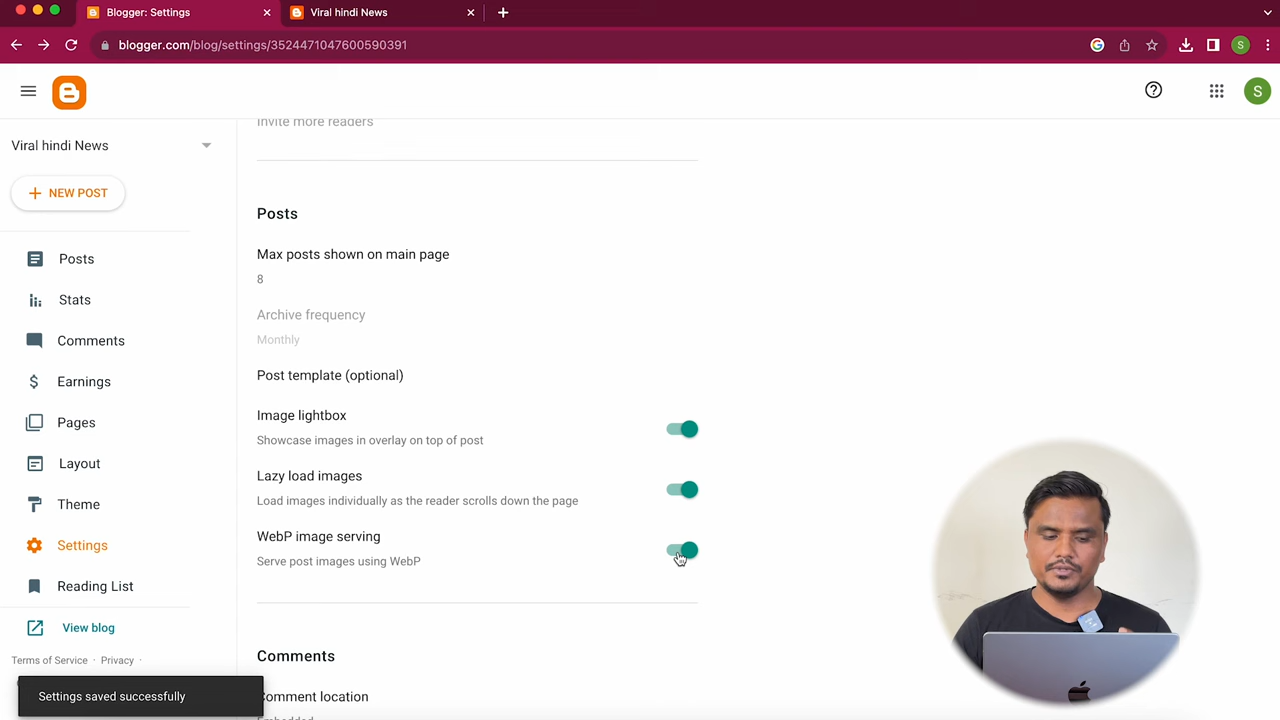 Blogger: Settings
Viral hindi News
blogger.com/blog/settings/3524471047600590391
S
S
Viral hindi News
NEW POST
Posts
Stats
Comments
Earnings
Pages
Layout
Theme
Settings
Reading List
View blog
Terms of Service · Privacy ·
Settings saved successfully
Invite more readers
Posts
Max posts shown on main page
8
Archive frequency
Monthly
Post template (optional)
Image lightbox
Showcase images in overlay on top of post
Lazy load images
Load images individually as the reader scrolls down the page
WebP image serving
Serve post images using WebP
Comments
Comment location
Embedded